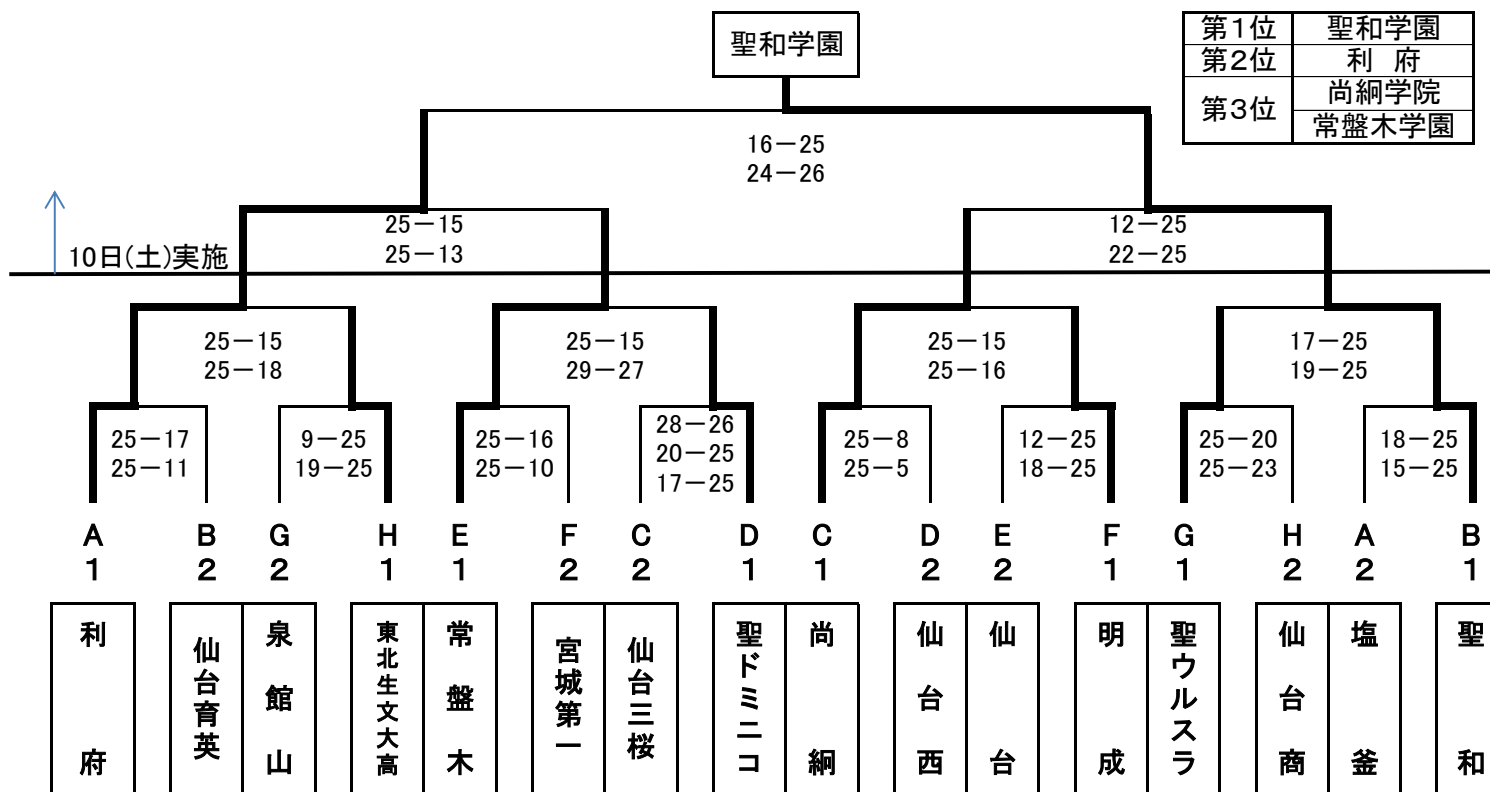 聖和学園
第1位 聖和学園
第2位 利 府
第3位 尚絅学院
常盤木学園
16－25
24－26
25－15
25－13
12－25
22－25
10日(土)実施
25－15
25－18
25－15
29－27
25－15
25－16
17－25
19－25
25－17
25－11
9－25
19－25
25－16
25－10
28－26
20－25
17－25
25－8
25－5
12－25
18－25
25－20
25－23
18－25
15－25
A B G H E F C D C D E F G H A B
1 2 2 1 1 2 2 1 1 2 2 1 1 2 2 1
利府
仙台育英
泉館山
東北生文大高
常盤木
宮城第一
仙台三桜
聖ドミニコ
尚絅
仙台西
仙台
明成
聖ウルスラ
仙台商
塩釜
聖和